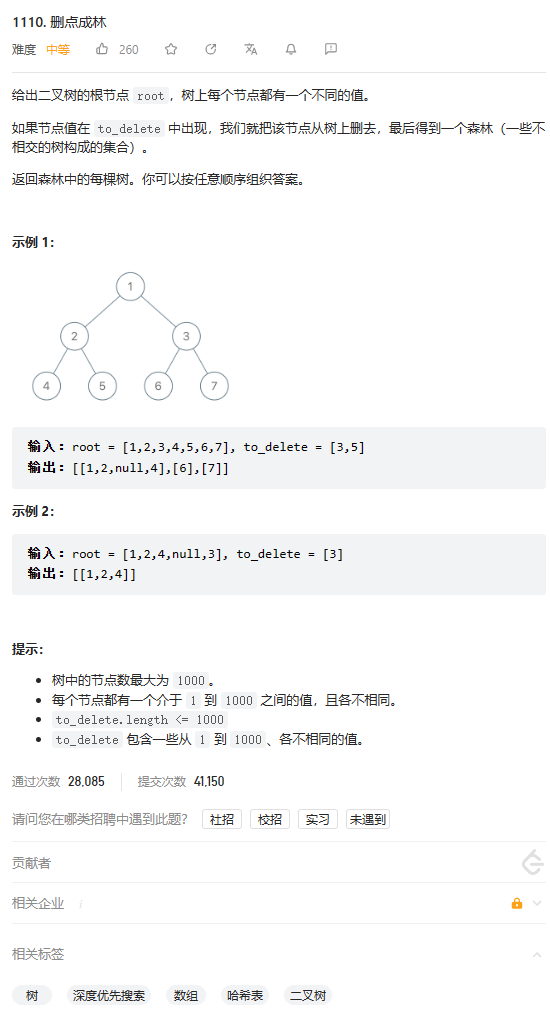 1110. 删点成林
难度 中等 260
给出二叉树的根节点 root，树上每个节点都有一个不同的值。
如果节点值在 to_delete 中出现，我们就把该节点从树上删去，最后得到一个森林（一些不
相交的树构成的集合）。
返回森林中的每棵树。你可以按任意顺序组织答案。
示例 1：
1
2 3
4 5 6 7
输入：root = [1,2,3,4,5,6,7], to_delete = [3,5]
输出：[[1,2,null,4],[6],[7]]
示例 2：
输入：root = [1,2,4,null,3], to_delete = [3]
输出：[[1,2,4]]
提示：
树中的节点数最大为 1000。
每个节点都有一个介于 1 到 1000 之间的值，且各不相同。
to_delete.length <= 1000
to_delete 包含一些从 1 到 1000、各不相同的值。
通过次数 28,085 提交次数 41,150
请问您在哪类招聘中遇到此题？ 社招 校招 实习 未遇到
贡献者
相关企业 i
相关标签
树 深度优先搜索 数组 哈希表 二叉树